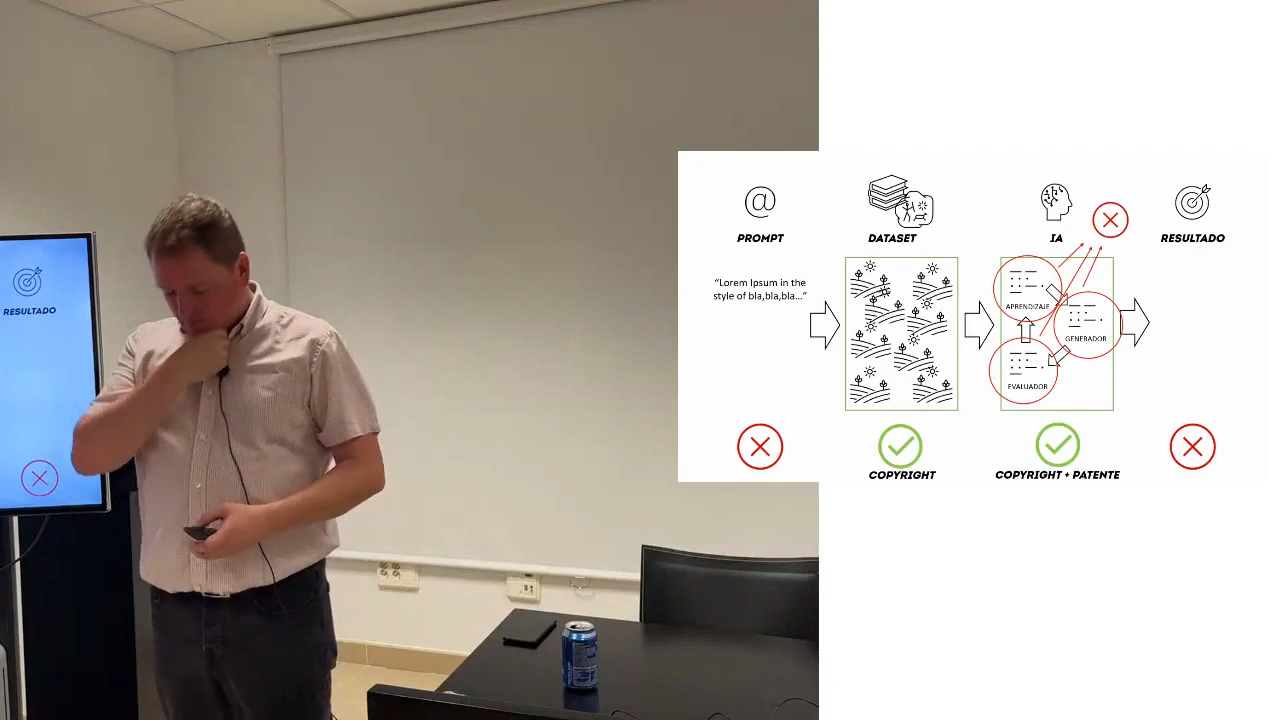 @
PROMPT
DATASET
IA
RESULTADO
“Lorem Ipsum in the
style of bla,bla,bla...”
APRENDIZAJE
GENERADOR
EVALUADOR
COPYRIGHT
COPYRIGHT + PATENTE
RESULTADO